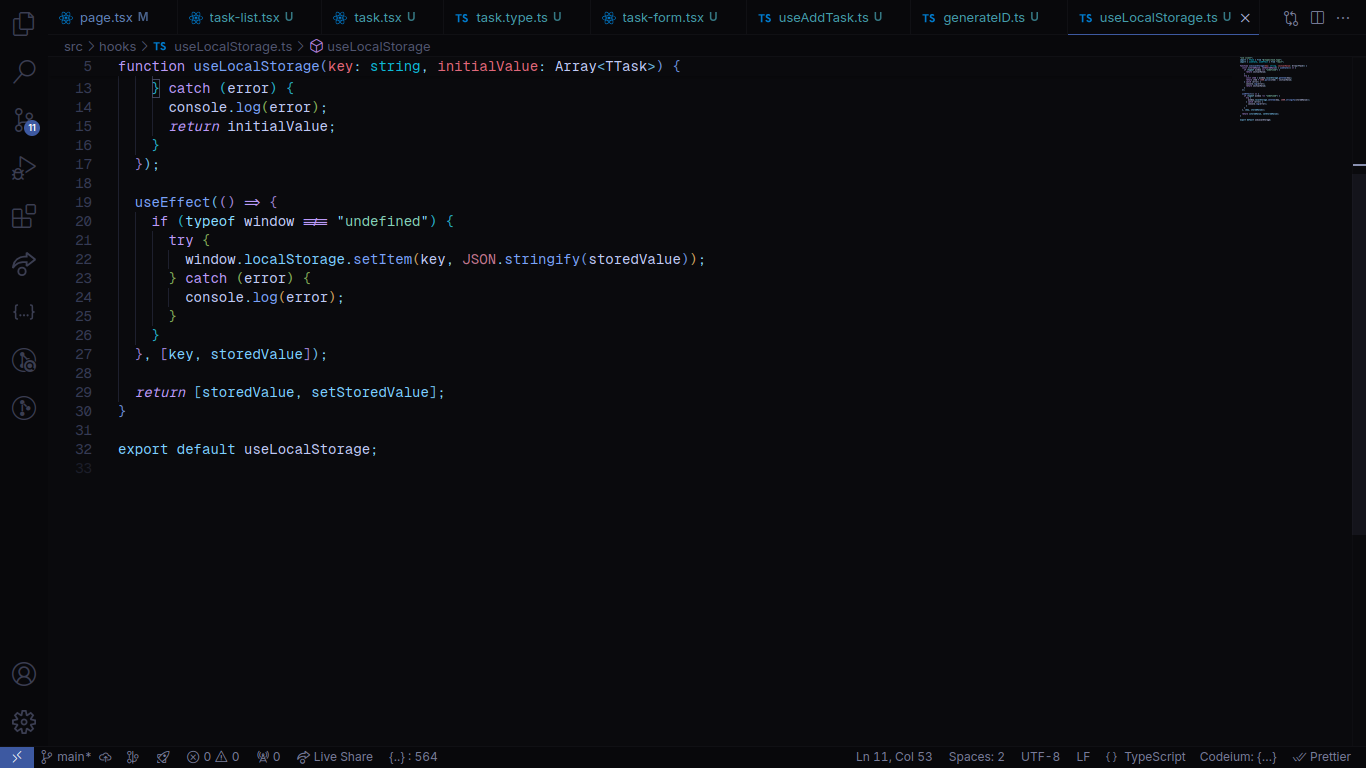 page.tsx M
task-list.tsx U
task.tsx U
TS task.type.ts U
task-form.tsx U
TS useAddTask.ts U
TS generateID.ts U
TS useLocalStorage.ts U
src > hooks > TS useLocalStorage.ts > useLocalStorage
5 function useLocalStorage(key: string, initialValue: Array<TTask>) {
13 } catch (error) {
14 console.log(error);
15 return initialValue;
16 }
17 });
18
19 useEffect(() => {
20 if (typeof window !== "undefined") {
21 try {
22 window.localStorage.setItem(key, JSON.stringify(storedValue));
23 } catch (error) {
24 console.log(error);
25 }
26 }
27 }, [key, storedValue]);
28
29 return [storedValue, setStoredValue];
30 }
31
32 export default useLocalStorage;
33
11
main* 0 0 0 Live Share {..} : 564 Ln 11, Col 53 Spaces: 2 UTF-8 LF {} TypeScript Codeium: {...} Prettier